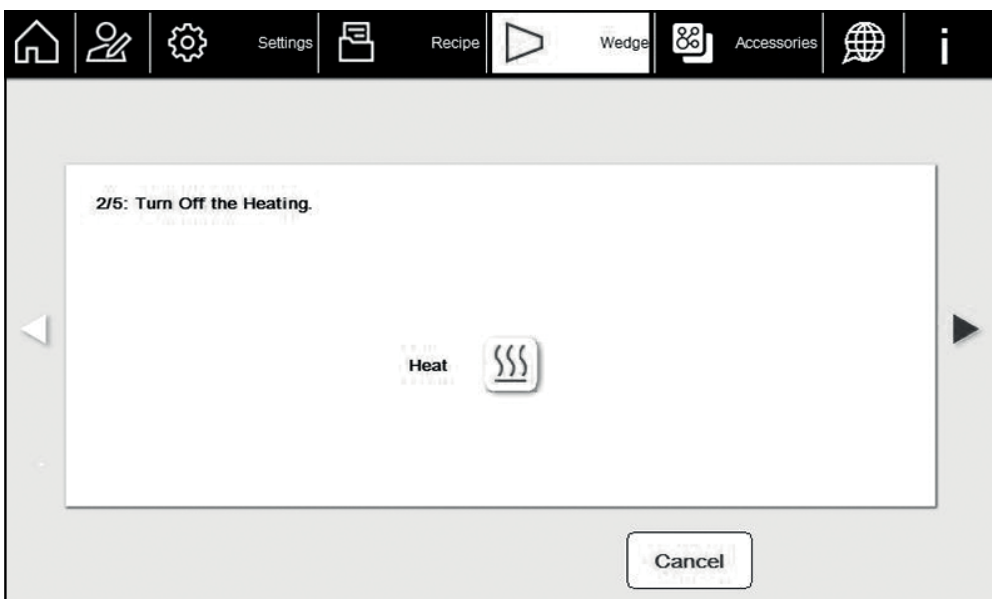 Settings
Recipe
Wedge
Accessories
i
2/5: Turn Off the Heating.
Heat
Cancel